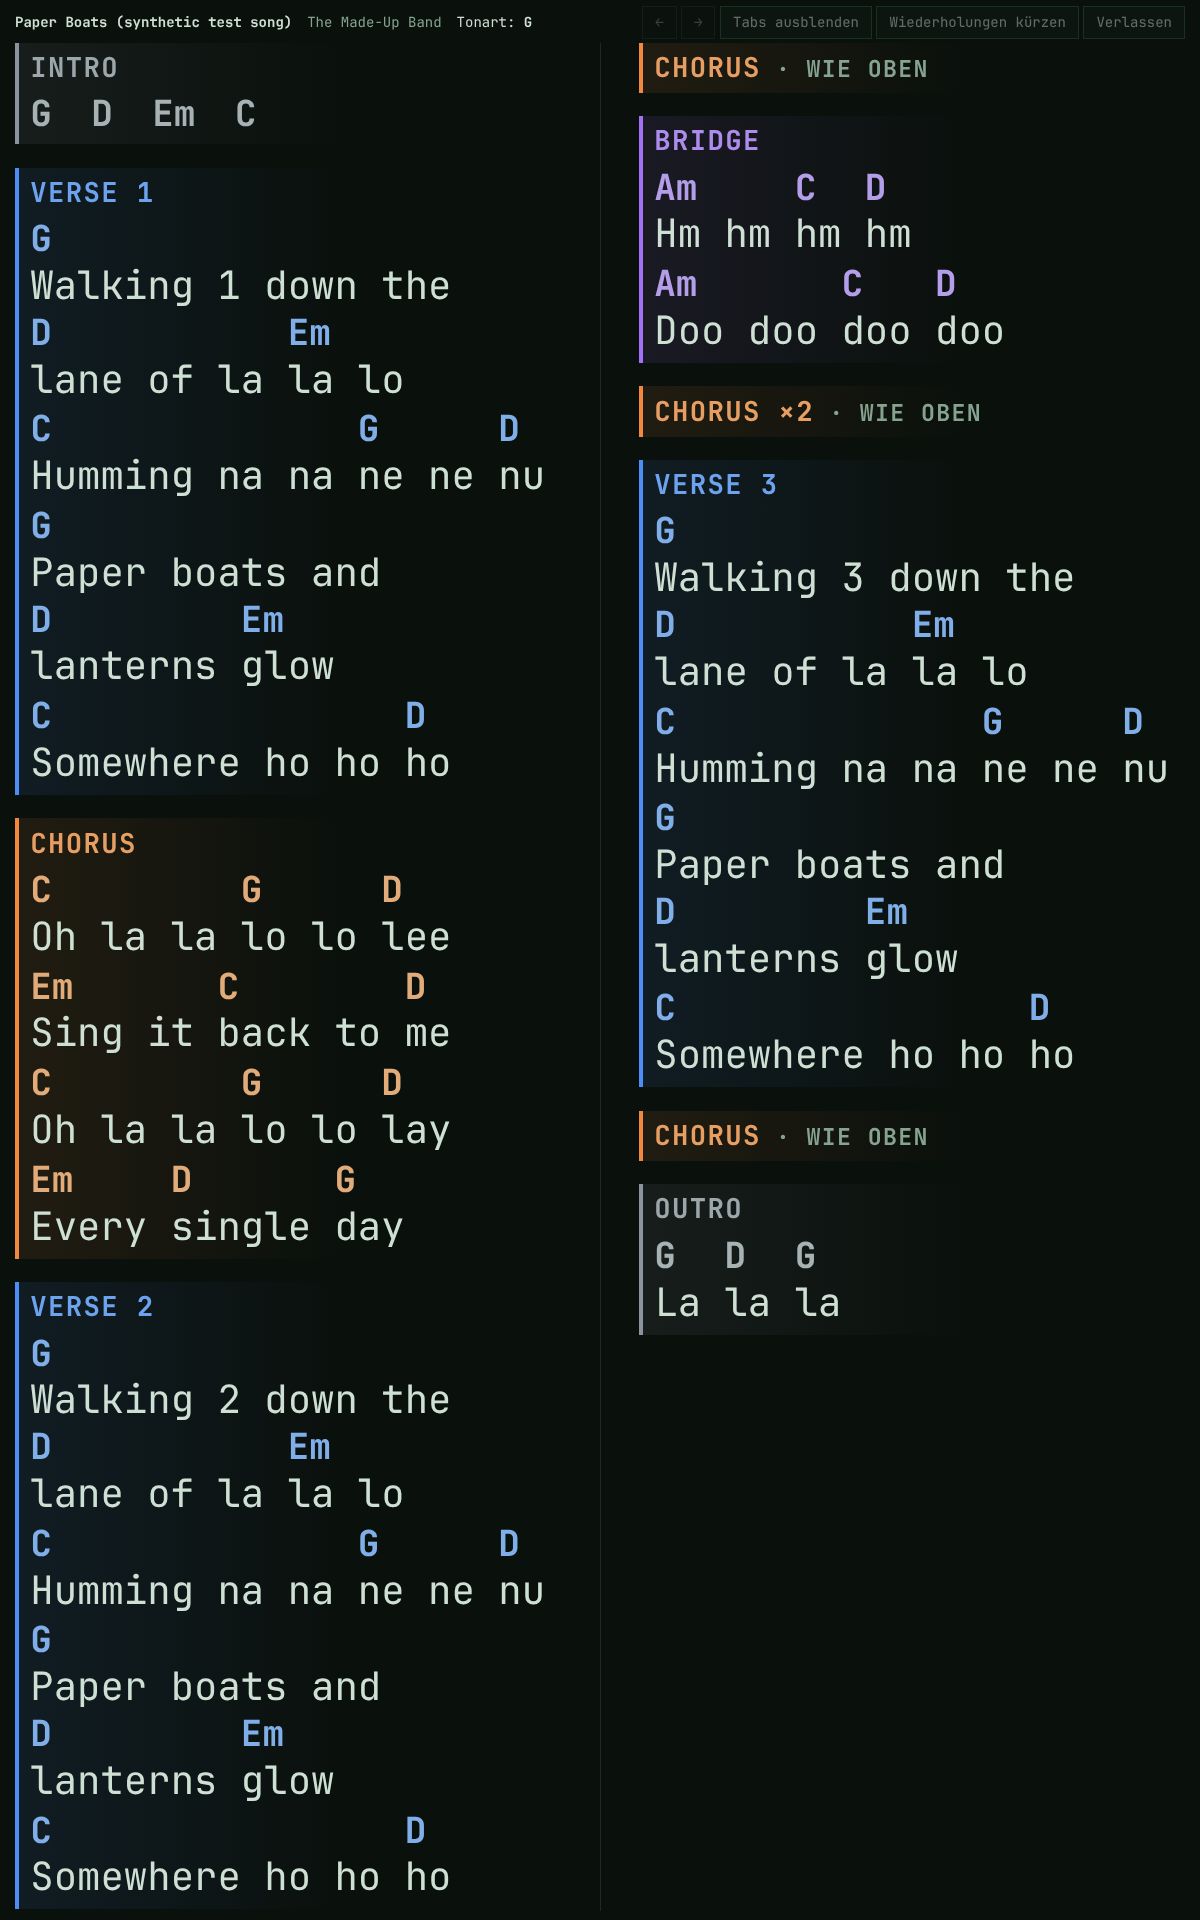 Paper Boats (synthetic test song)  The Made-Up Band  Tonart: G
←  →  Tabs ausblenden  Wiederholungen kürzen  Verlassen
INTRO
G  D  Em  C
VERSE 1
G
Walking 1 down the
D          Em
lane of la la lo
C             G     D
Humming na na ne ne nu
G
Paper boats and
D        Em
lanterns glow
C               D
Somewhere ho ho ho
CHORUS
C        G     D
Oh la la lo lo lee
Em      C       D
Sing it back to me
C        G     D
Oh la la lo lo lay
Em    D      G
Every single day
VERSE 2
G
Walking 2 down the
D          Em
lane of la la lo
C             G     D
Humming na na ne ne nu
G
Paper boats and
D        Em
lanterns glow
C               D
Somewhere ho ho ho
CHORUS · WIE OBEN
BRIDGE
Am    C  D
Hm hm hm hm
Am      C   D
Doo doo doo doo
CHORUS ×2 · WIE OBEN
VERSE 3
G
Walking 3 down the
D          Em
lane of la la lo
C             G     D
Humming na na ne ne nu
G
Paper boats and
D        Em
lanterns glow
C               D
Somewhere ho ho ho
CHORUS · WIE OBEN
OUTRO
G  D  G
La la la